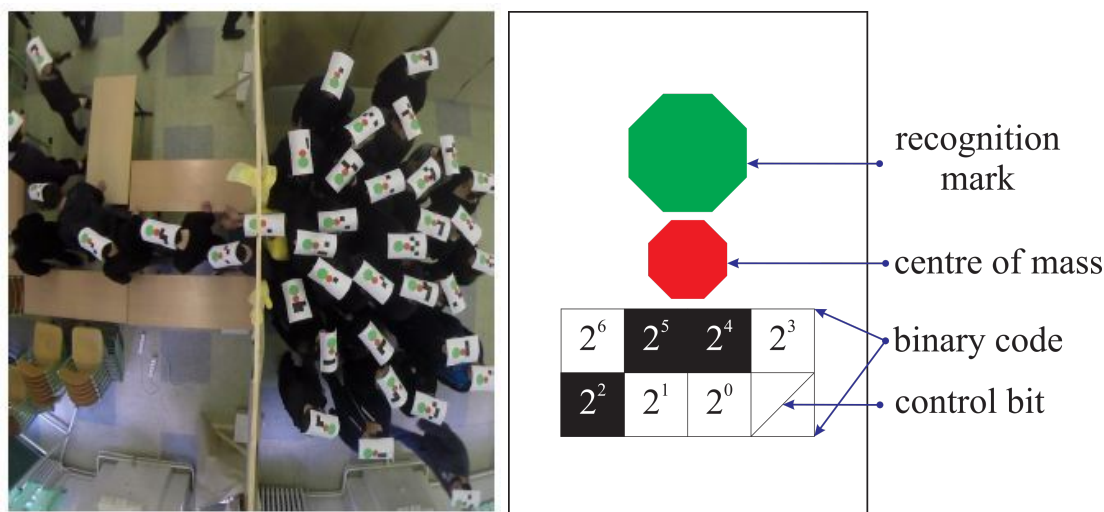 recognition
mark
centre of mass
2⁶ 2⁵ 2⁴ 2³
binary code
2² 2¹ 2⁰
control bit